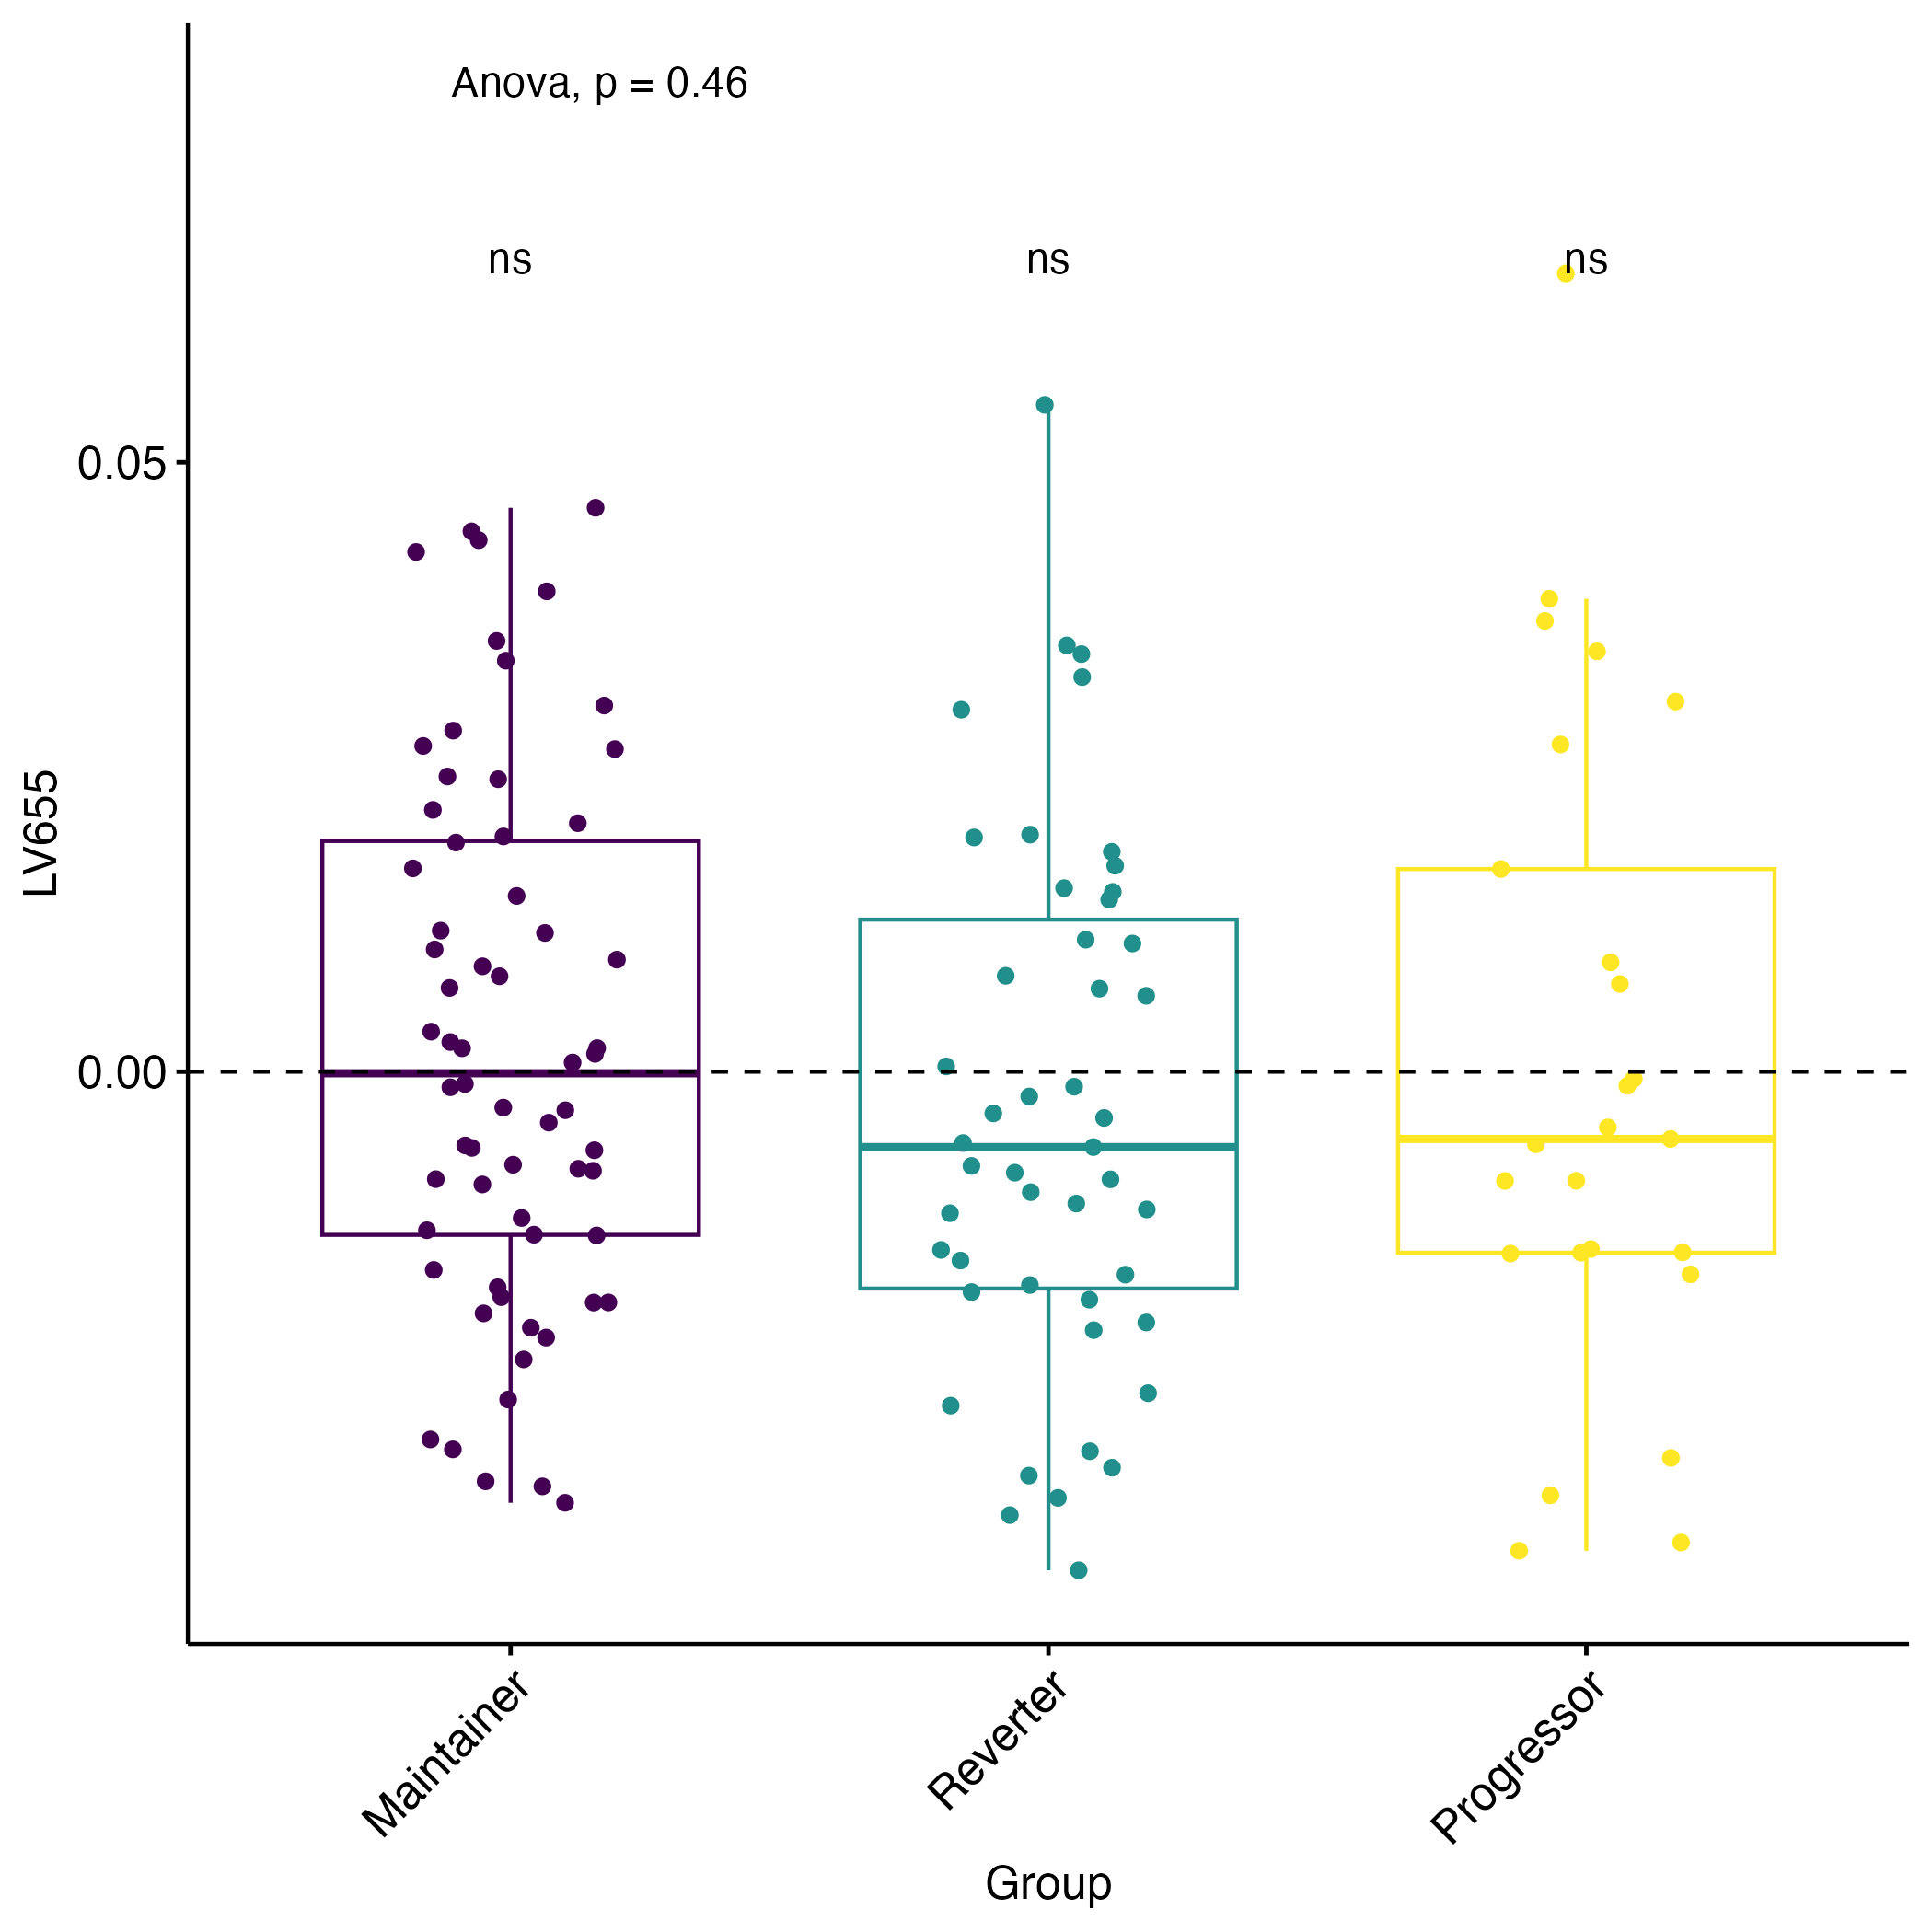 Anova, p = 0.46
ns ns ns
0.05
0.00
LV655
Maintainer Reverter Progressor
Group